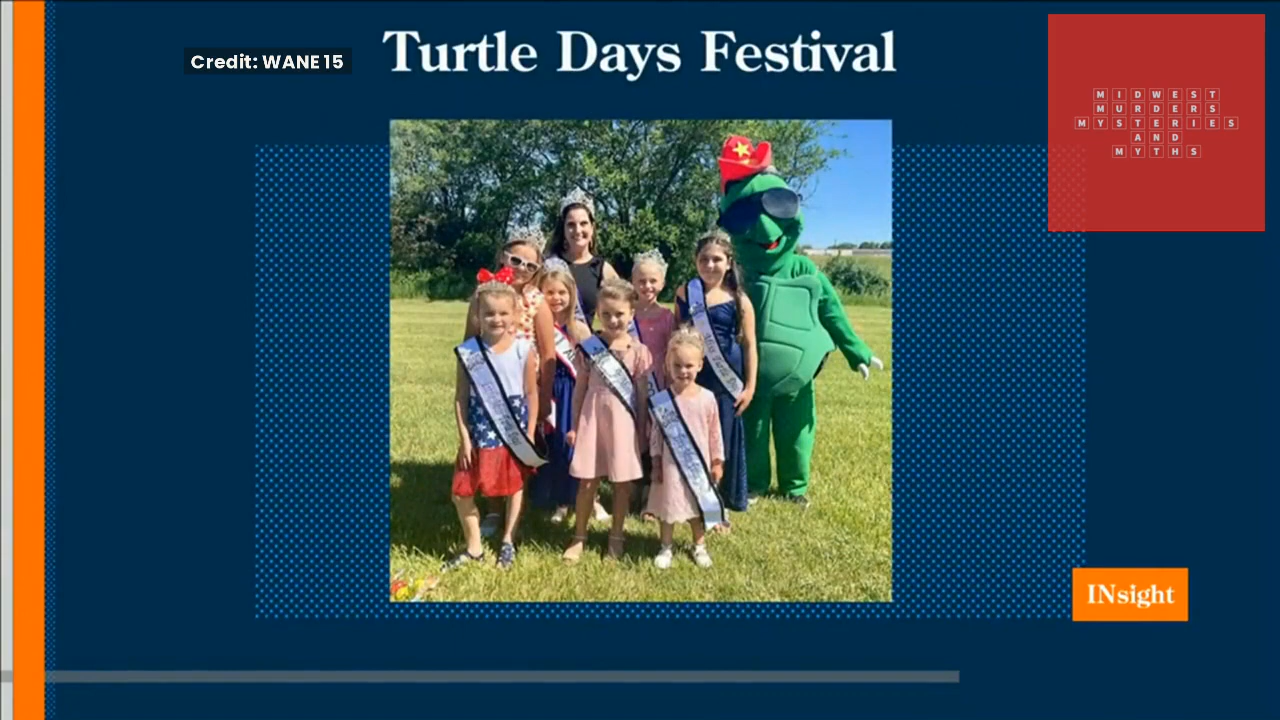 Turtle Days Festival
Credit: WANE 15
MIDWEST
MURDERS
MYSTERIES
AND
MYTHS
INsight